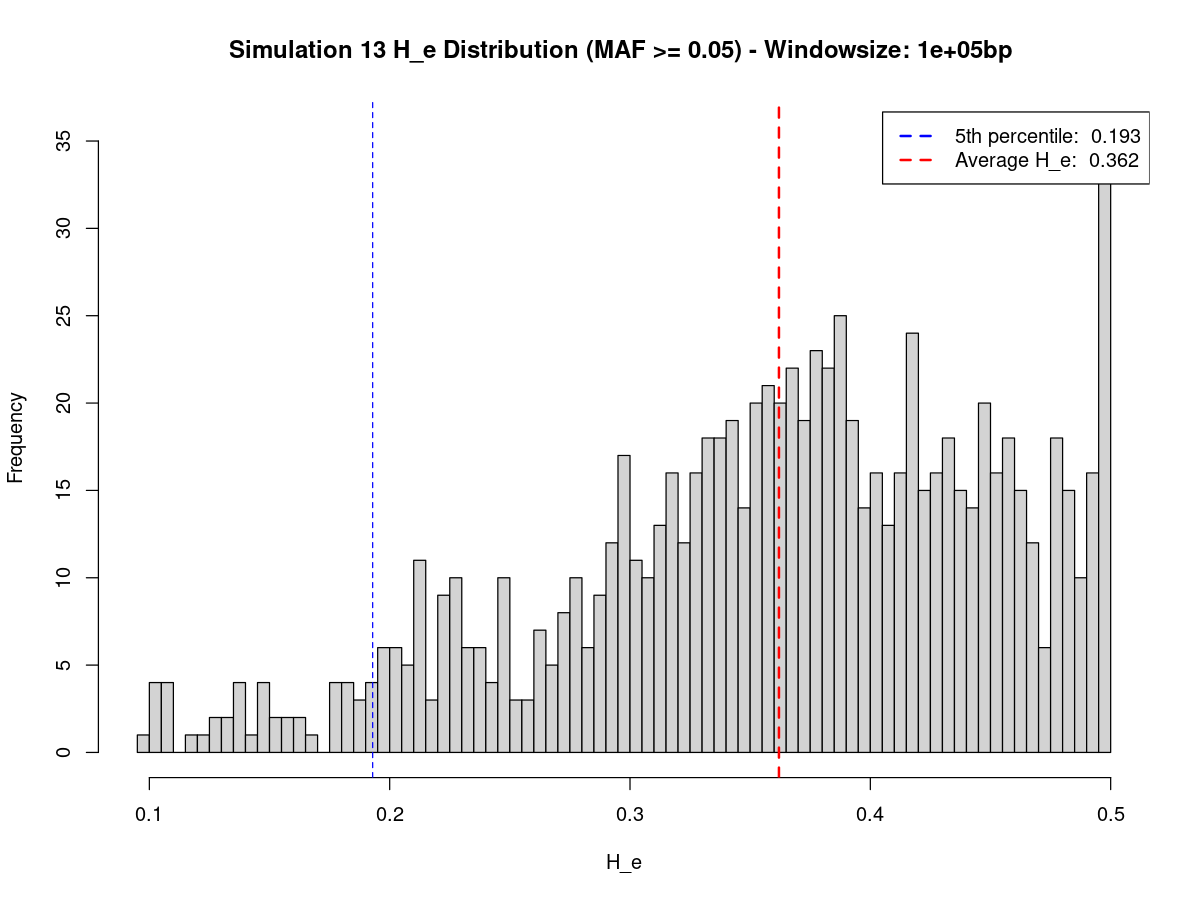 Simulation 13 H_e Distribution (MAF >= 0.05) - Windowsize: 1e+05bp
5th percentile:  0.193
Average H_e:  0.362
Frequency
35
30
25
20
15
10
5
0
0.1
0.2
0.3
0.4
0.5
H_e